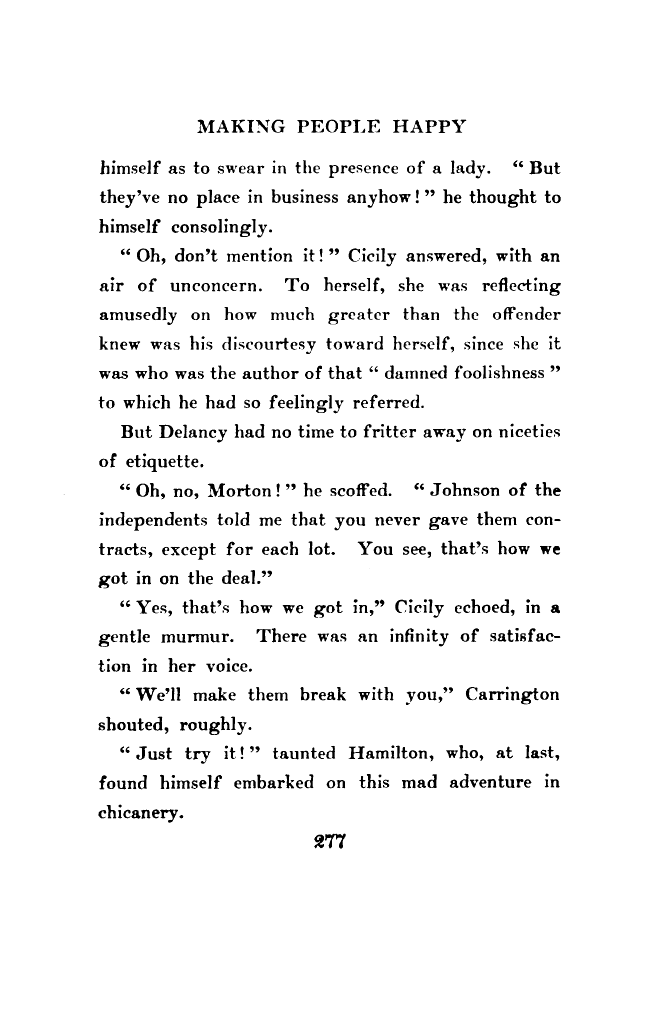 MAKING PEOPLE HAPPY
himself as to swear in the presence of a lady. “ But
they've no place in business anyhow! ” he thought to
himself consolingly.
“ Oh, don't mention it! ” Cicily answered, with an
air of unconcern. To herself, she was reflecting
amusedly on how much greater than the offender
knew was his discourtesy toward herself, since she it
was who was the author of that “ damned foolishness ”
to which he had so feelingly referred.
But Delancy had no time to fritter away on niceties
of etiquette.
“ Oh, no, Morton! ” he scoffed. “ Johnson of the
independents told me that you never gave them con-
tracts, except for each lot. You see, that's how we
got in on the deal.”
“ Yes, that's how we got in,” Cicily echoed, in a
gentle murmur. There was an infinity of satisfac-
tion in her voice.
“ We'll make them break with you,” Carrington
shouted, roughly.
“ Just try it! ” taunted Hamilton, who, at last,
found himself embarked on this mad adventure in
chicanery.
277